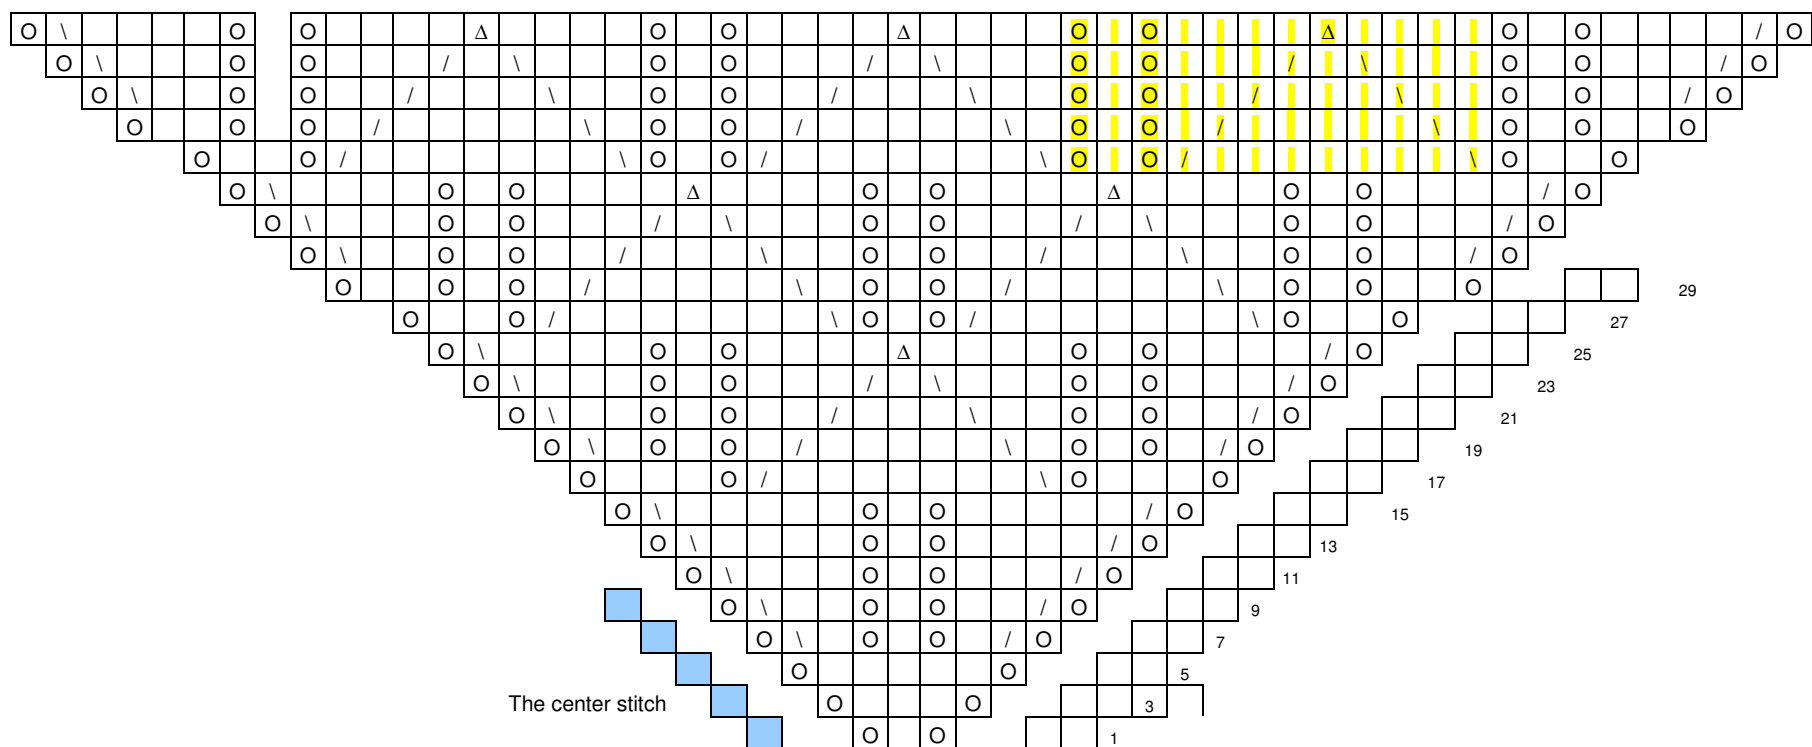 O \ O O Δ O O Δ O O Δ O O / O
O \ O O / \ O O / \ O O / \ O O / O
O \ O O / \ O O / \ O O / \ O O / O
O O O / \ O O / \ O O / \ O O O
O O / \ O O / \ O O / \ O O
O \ O O Δ O O Δ O O / O
O \ O O / \ O O / \ O O / O
O \ O O / \ O O / \ O O / O
O O O / \ O O / \ O O O 29
O O / \ O O / \ O O 27
O \ O O Δ O O / O 25
O \ O O / \ O O / O 23
O \ O O / \ O O / O 21
O \ O O / \ O O / O 19
O O / \ O O 17
O \ O O / O 15
O \ O O / O 13
O \ O O / O 11
O \ O O / O 9
O \ O O / O 7
O O 5
The center stitch O O 3
O O 1